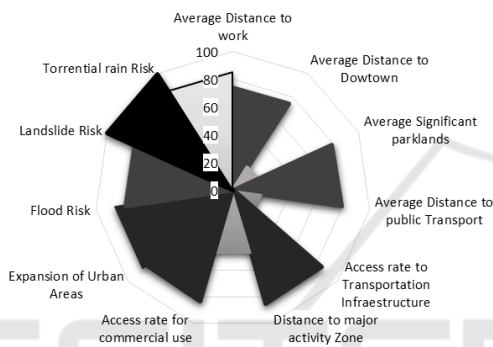 Average Distance to
work
Average Distance to
Dowtown
Average Significant
parklands
Average Distance to
public Transport
Access rate to
Transportation
Infraestructure
Distance to major
activity Zone
Access rate for
commercial use
Expansion of Urban
Areas
Flood Risk
Landslide Risk
Torrential rain Risk
100
80
60
40
20
0